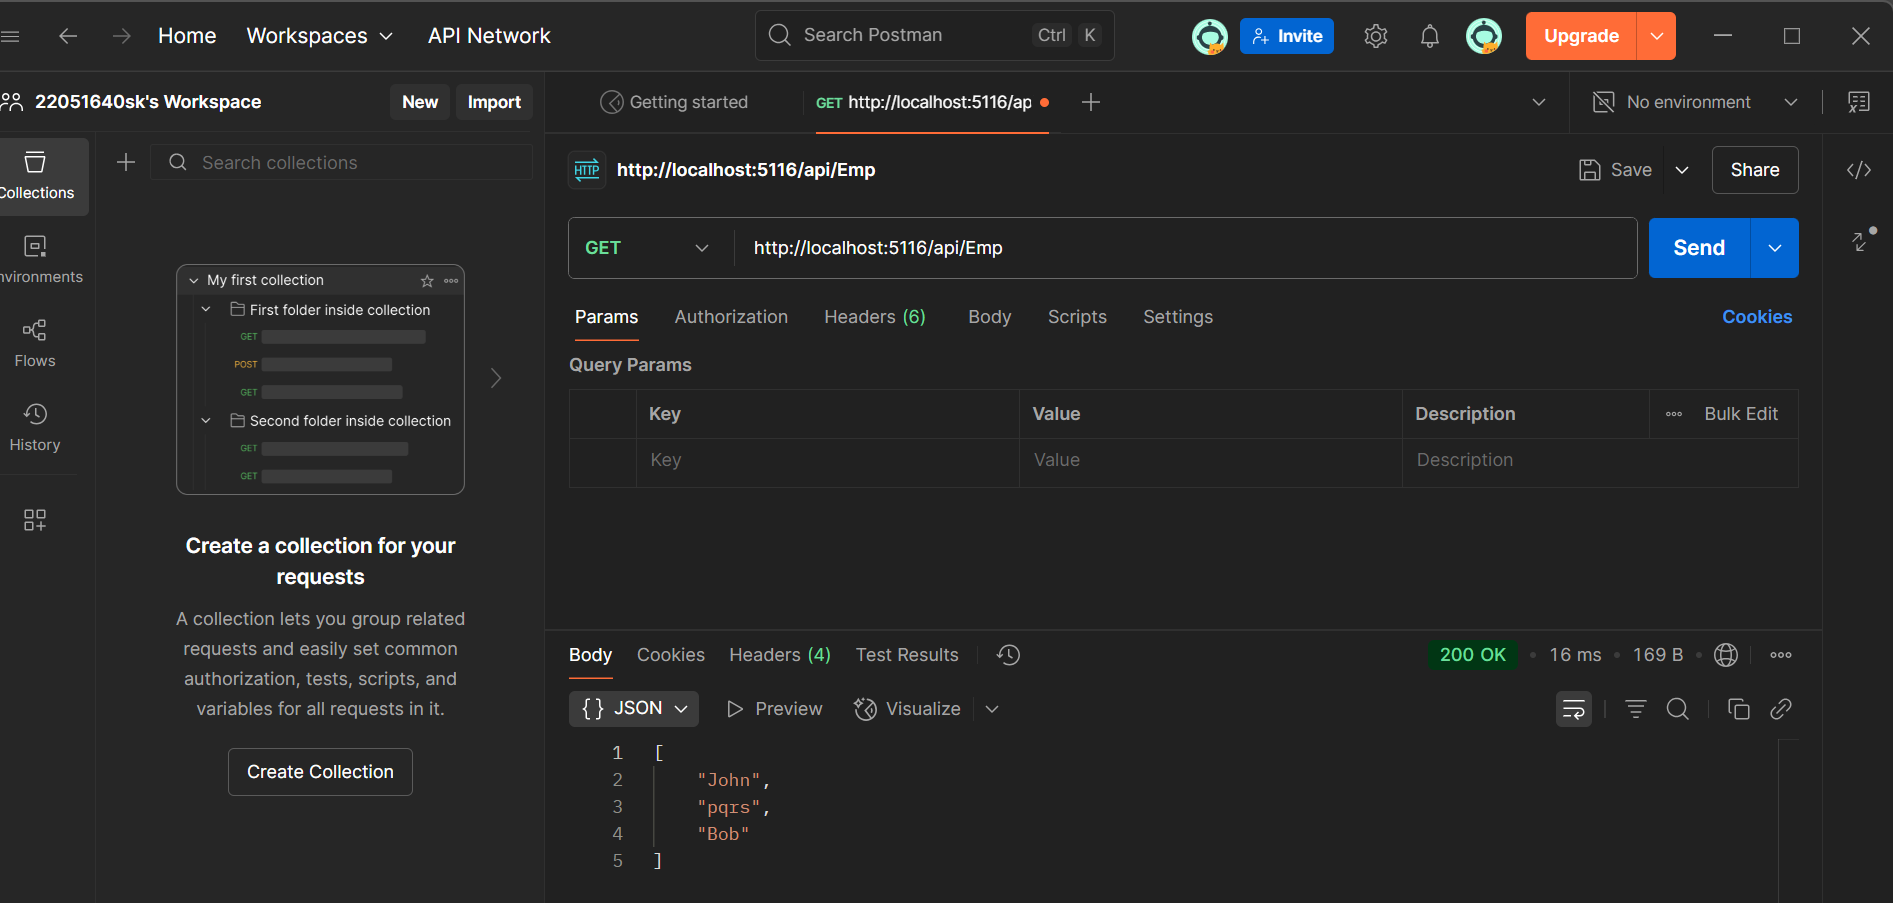 Home Workspaces API Network Search Postman Ctrl K Invite Upgrade
22051640sk's Workspace New Import Getting started GET http://localhost:5116/ap No environment
Collections
Search collections
HTTP http://localhost:5116/api/Emp Save Share
GET http://localhost:5116/api/Emp Send
nvironments
Flows
History
My first collection
First folder inside collection
GET
POST
GET
Second folder inside collection
GET
GET
Create a collection for your
requests
A collection lets you group related
requests and easily set common
authorization, tests, scripts, and
variables for all requests in it.
Create Collection
Params Authorization Headers (6) Body Scripts Settings Cookies
Query Params
Key Value Description Bulk Edit
Key Value Description
Body Cookies Headers (4) Test Results 200 OK • 16 ms • 169 B •
{} JSON Preview Visualize
1 [
2 "John",
3 "pqrs",
4 "Bob"
5 ]